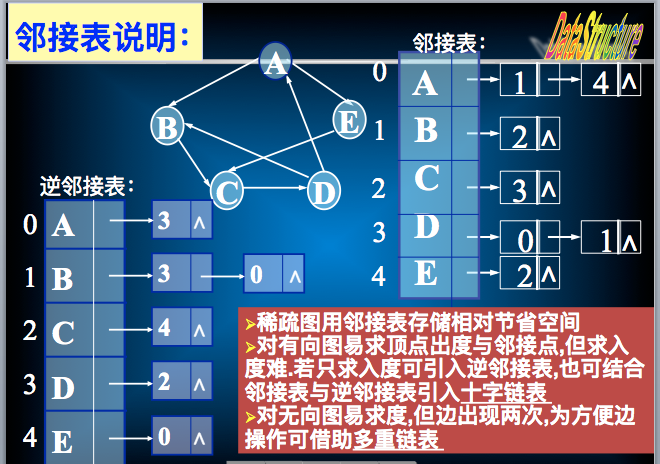 邻接表说明：
DataStructure
邻接表：
A
B
E
C
D
0 A 1 4 ∧
1 B 2 ∧
2 C 3 ∧
3 D 0 1 ∧
4 E 2 ∧
逆邻接表：
0 A 3 ∧
1 B 3 0 ∧
2 C 4 ∧
3 D 2 ∧
4 E 0 ∧
➢稀疏图用邻接表存储相对节省空间
➢对有向图易求顶点出度与邻接点,但求入
度难.若只求入度可引入逆邻接表,也可结合
邻接表与逆邻接表引入十字链表
➢对无向图易求度,但边出现两次,为方便边
操作可借助多重链表